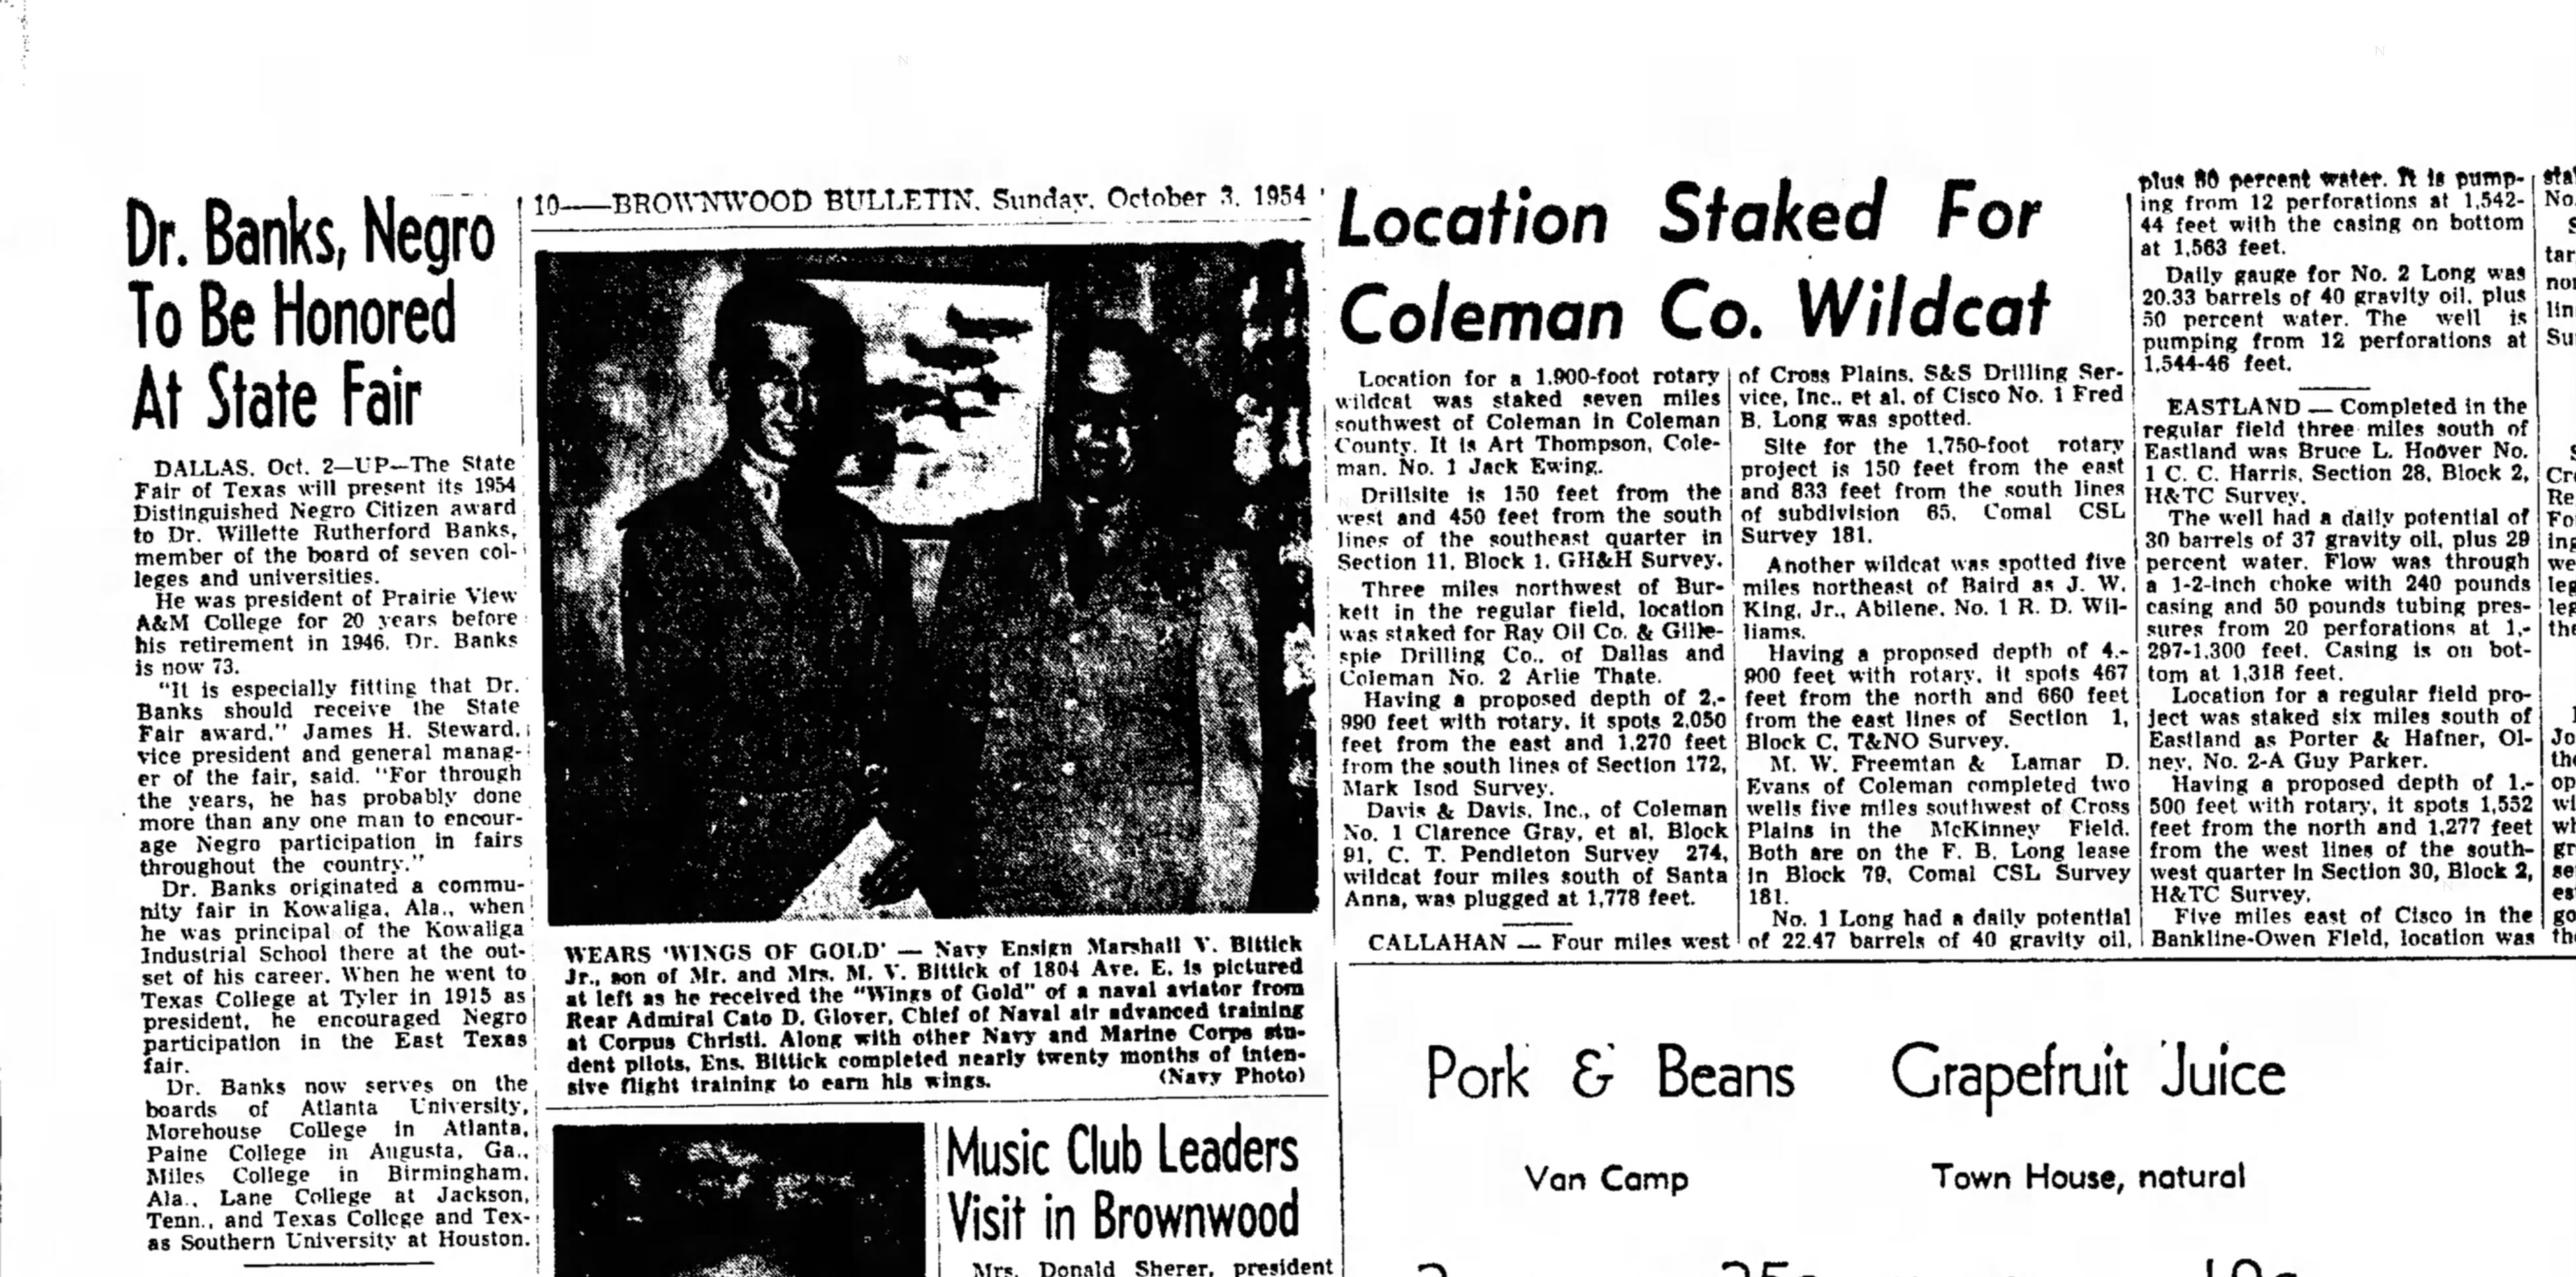 Dr. Banks, Negro
To Be Honored
At State Fair
DALLAS, Oct. 2—UP—The State
Fair of Texas will present its 1954
Distinguished Negro Citizen award
to Dr. Willette Rutherford Banks,
member of the board of seven col-
leges and universities.
He was president of Prairie View
A&M College for 20 years before
his retirement in 1946. Dr. Banks
is now 73.
"It is especially fitting that Dr.
Banks should receive the State
Fair award," James H. Steward,
vice president and general manag-
er of the fair, said. "For through
the years, he has probably done
more than any one man to encour-
age Negro participation in fairs
throughout the country."
Dr. Banks originated a commu-
nity fair in Kowaliga, Ala., when
he was principal of the Kowaliga
Industrial School there at the out-
set of his career. When he went to
Texas College at Tyler in 1915 as
president, he encouraged Negro
participation in the East Texas
fair.
Dr. Banks now serves on the
boards of Atlanta University,
Morehouse College in Atlanta,
Paine College in Augusta, Ga.,
Miles College in Birmingham,
Ala., Lane College at Jackson,
Tenn., and Texas College and Tex-
as Southern University at Houston.
10——BROWNWOOD BULLETIN, Sunday, October 3, 1954
WEARS 'WINGS OF GOLD' — Navy Ensign Marshall V. Bittick
Jr., son of Mr. and Mrs. M. V. Bittick of 1804 Ave. E. is pictured
at left as he received the "Wings of Gold" of a naval aviator from
Rear Admiral Cato D. Glover, Chief of Naval air advanced training
at Corpus Christi. Along with other Navy and Marine Corps stu-
dent pilots, Ens. Bittick completed nearly twenty months of inten-
sive flight training to earn his wings. (Navy Photo)
Music Club Leaders
Visit in Brownwood
Mrs. Donald Sherer, president
Location Staked For
Coleman Co. Wildcat
Location for a 1,900-foot rotary
wildcat was staked seven miles
southwest of Coleman in Coleman
County. It is Art Thompson, Cole-
man, No. 1 Jack Ewing.
Drillsite is 150 feet from the
west and 450 feet from the south
lines of the southeast quarter in
Section 11, Block 1, GH&H Survey.
Three miles northwest of Bur-
kett in the regular field, location
was staked for Ray Oil Co. & Gille-
spie Drilling Co., of Dallas and
Coleman No. 2 Arlie Thate.
Having a proposed depth of 2,-
990 feet with rotary, it spots 2,050
feet from the east and 1,270 feet
from the south lines of Section 172,
Mark Isod Survey.
Davis & Davis, Inc., of Coleman
No. 1 Clarence Gray, et al, Block
91, C. T. Pendleton Survey 274,
wildcat four miles south of Santa
Anna, was plugged at 1,778 feet.
CALLAHAN — Four miles west
of Cross Plains, S&S Drilling Ser-
vice, Inc., et al, of Cisco No. 1 Fred
B. Long was spotted.
Site for the 1,750-foot rotary
project is 150 feet from the east
and 833 feet from the south lines
of subdivision 65, Comal CSL
Survey 181.
Another wildcat was spotted five
miles northeast of Baird as J. W.
King, Jr., Abilene, No. 1 R. D. Wil-
liams.
Having a proposed depth of 4,-
900 feet with rotary, it spots 467
feet from the north and 660 feet
from the east lines of Section 1,
Block C, T&NO Survey.
M. W. Freemtan & Lamar D.
Evans of Coleman completed two
wells five miles southwest of Cross
Plains in the McKinney Field.
Both are on the F. B. Long lease
in Block 79, Comal CSL Survey
181.
No. 1 Long had a daily potential
of 22.47 barrels of 40 gravity oil,
plus 80 percent water. It is pump-
ing from 12 perforations at 1,542-
44 feet with the casing on bottom
at 1,563 feet.
Daily gauge for No. 2 Long was
20.33 barrels of 40 gravity oil, plus
50 percent water. The well is
pumping from 12 perforations at
1,544-46 feet.
EASTLAND — Completed in the
regular field three miles south of
Eastland was Bruce L. Hoover No.
1 C. C. Harris, Section 28, Block 2,
H&TC Survey.
The well had a daily potential of
30 barrels of 37 gravity oil, plus 29
percent water. Flow was through
a 1-2-inch choke with 240 pounds
casing and 50 pounds tubing pres-
sures from 20 perforations at 1,-
297-1,300 feet. Casing is on bot-
tom at 1,318 feet.
Location for a regular field pro-
ject was staked six miles south of
Eastland as Porter & Hafner, Ol-
ney, No. 2-A Guy Parker.
Having a proposed depth of 1,-
500 feet with rotary, it spots 1,552
feet from the north and 1,277 feet
from the west lines of the south-
west quarter in Section 30, Block 2,
H&TC Survey.
Five miles east of Cisco in the
Bankline-Owen Field, location was
Pork & Beans
Van Camp
Grapefruit Juice
Town House, natural